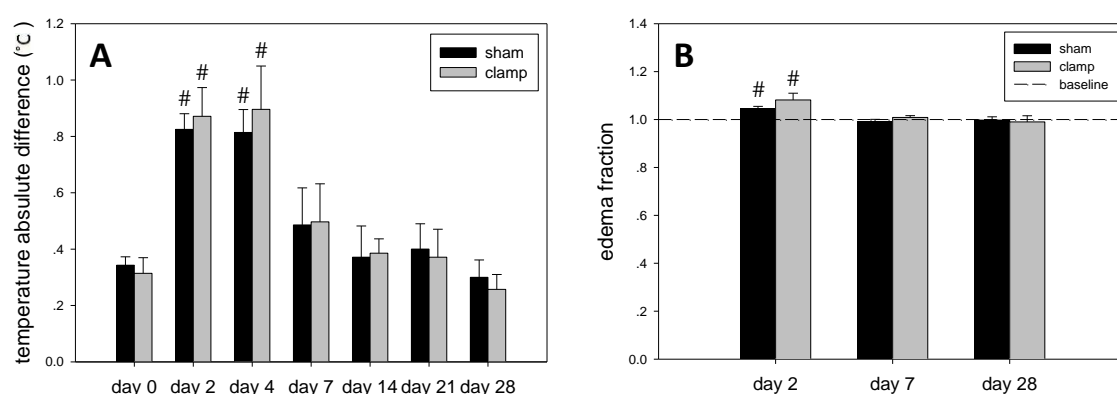 A
temperature absulute difference (°C)
1.2
1.0
.8
.6
.4
.2
0.0
sham
clamp
# # # #
day 0 day 2 day 4 day 7 day 14 day 21 day 28
B
edema fraction
1.4
1.2
1.0
.8
.6
.4
.2
0.0
sham
clamp
baseline
# #
day 2 day 7 day 28